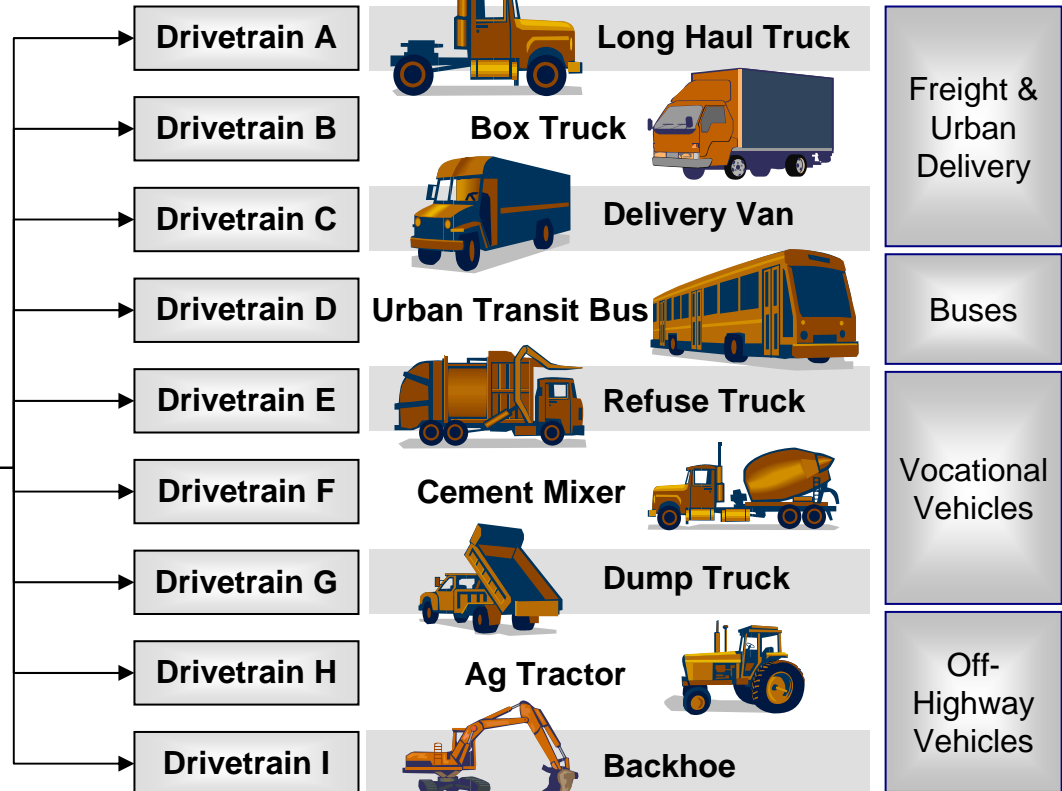 Drivetrain A
Long Haul Truck
Drivetrain B
Box Truck
Drivetrain C
Delivery Van
Freight &
Urban
Delivery
Drivetrain D
Urban Transit Bus
Buses
Drivetrain E
Refuse Truck
Drivetrain F
Cement Mixer
Drivetrain G
Dump Truck
Vocational
Vehicles
Drivetrain H
Ag Tractor
Drivetrain I
Backhoe
Off-
Highway
Vehicles